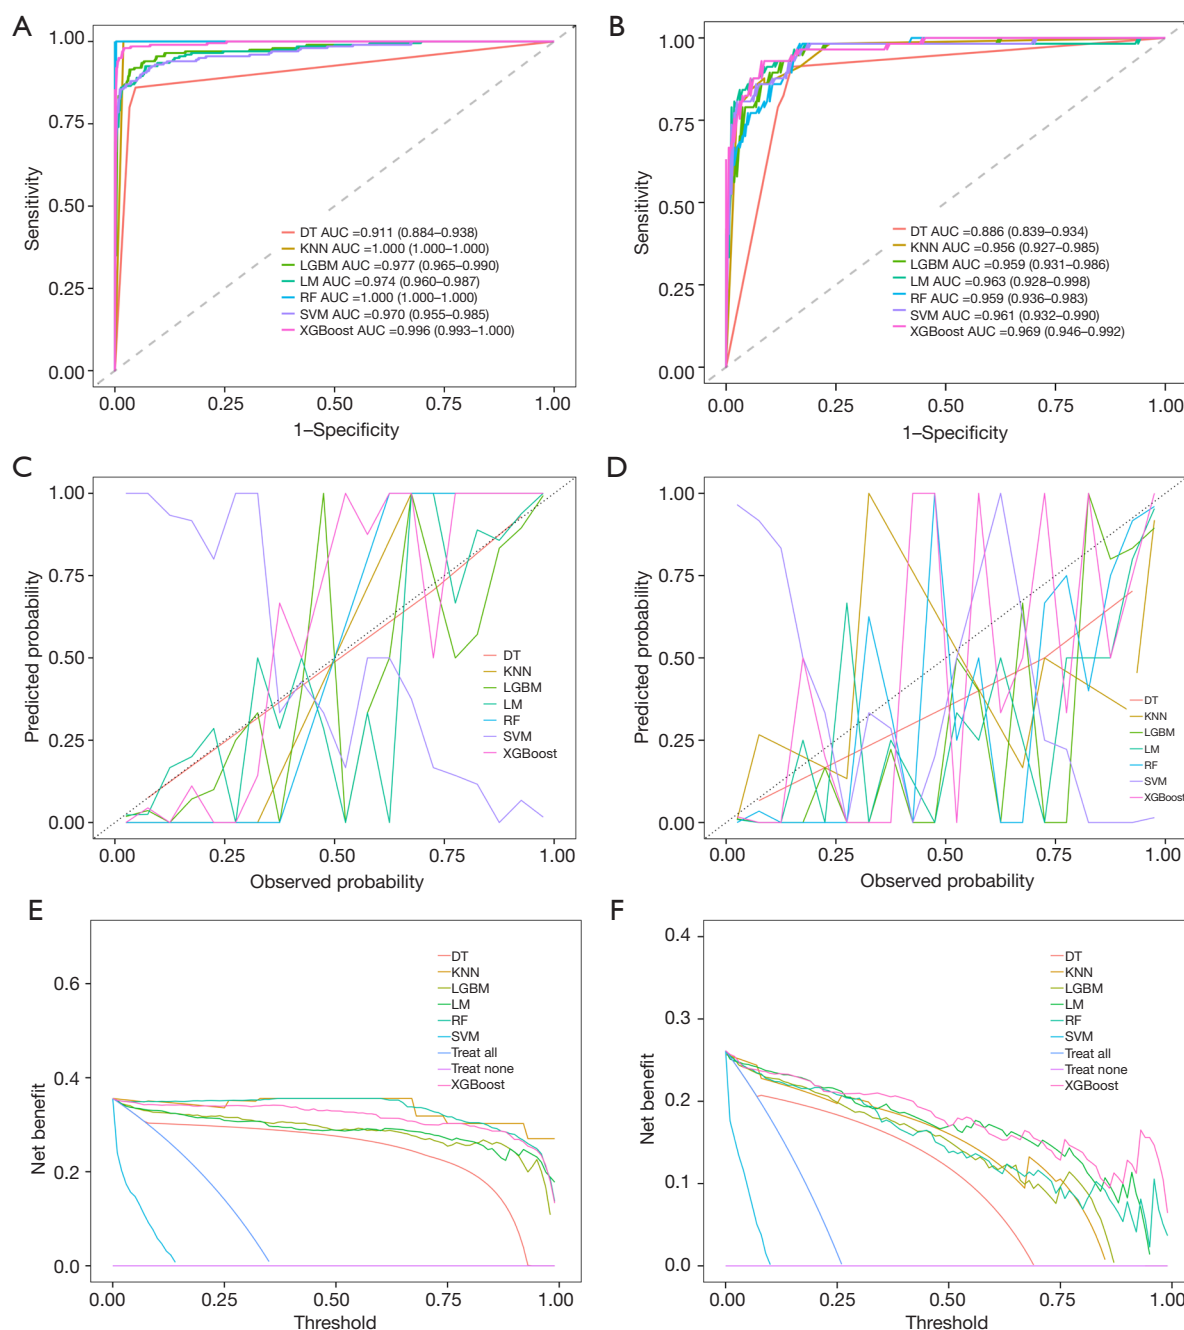 A
1.00
0.75
0.50
0.25
0.00
Sensitivity
DT AUC =0.911 (0.884–0.938)
KNN AUC =1.000 (1.000–1.000)
LGBM AUC =0.977 (0.965–0.990)
LM AUC =0.974 (0.960–0.987)
RF AUC =1.000 (1.000–1.000)
SVM AUC =0.970 (0.955–0.985)
XGBoost AUC =0.996 (0.993–1.000)
0.00 0.25 0.50 0.75 1.00
1–Specificity
B
1.00
0.75
0.50
0.25
0.00
Sensitivity
DT AUC =0.886 (0.839–0.934)
KNN AUC =0.956 (0.927–0.985)
LGBM AUC =0.959 (0.931–0.986)
LM AUC =0.963 (0.928–0.998)
RF AUC =0.959 (0.936–0.983)
SVM AUC =0.961 (0.932–0.990)
XGBoost AUC =0.969 (0.946–0.992)
0.00 0.25 0.50 0.75 1.00
1–Specificity
C
1.00
0.75
0.50
0.25
0.00
Predicted probability
DT
KNN
LGBM
LM
RF
SVM
XGBoost
0.00 0.25 0.50 0.75 1.00
Observed probability
D
1.00
0.75
0.50
0.25
0.00
Predicted probability
DT
KNN
LGBM
LM
RF
SVM
XGBoost
0.00 0.25 0.50 0.75 1.00
Observed probability
E
0.6
0.4
0.2
0.0
Net benefit
DT
KNN
LGBM
LM
RF
SVM
Treat all
Treat none
XGBoost
0.00 0.25 0.50 0.75 1.00
Threshold
F
0.4
0.3
0.2
0.1
0.0
Net benefit
DT
KNN
LGBM
LM
RF
SVM
Treat all
Treat none
XGBoost
0.00 0.25 0.50 0.75 1.00
Threshold